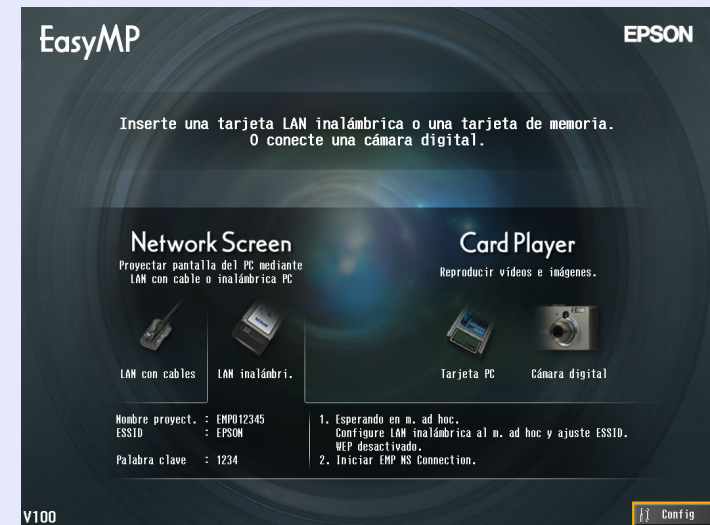 EasyMP
EPSON
Inserte una tarjeta LAN inalámbrica o una tarjeta de memoria.
O conecte una cámara digital.
Network Screen
Proyectar pantalla del PC mediante
LAN con cable o inalámbrica PC
LAN con cables
LAN inalámbri.
Card Player
Reproducir vídeos e imágenes.
Tarjeta PC
Cámara digital
Nombre proyect. : EMP012345
ESSID : EPSON
Palabra clave : 1234
1. Esperando en m. ad hoc.
Configure LAN inalámbrica al m. ad hoc y ajuste ESSID.
WEP desactivado.
2. Iniciar EMP NS Connection.
V100
Config